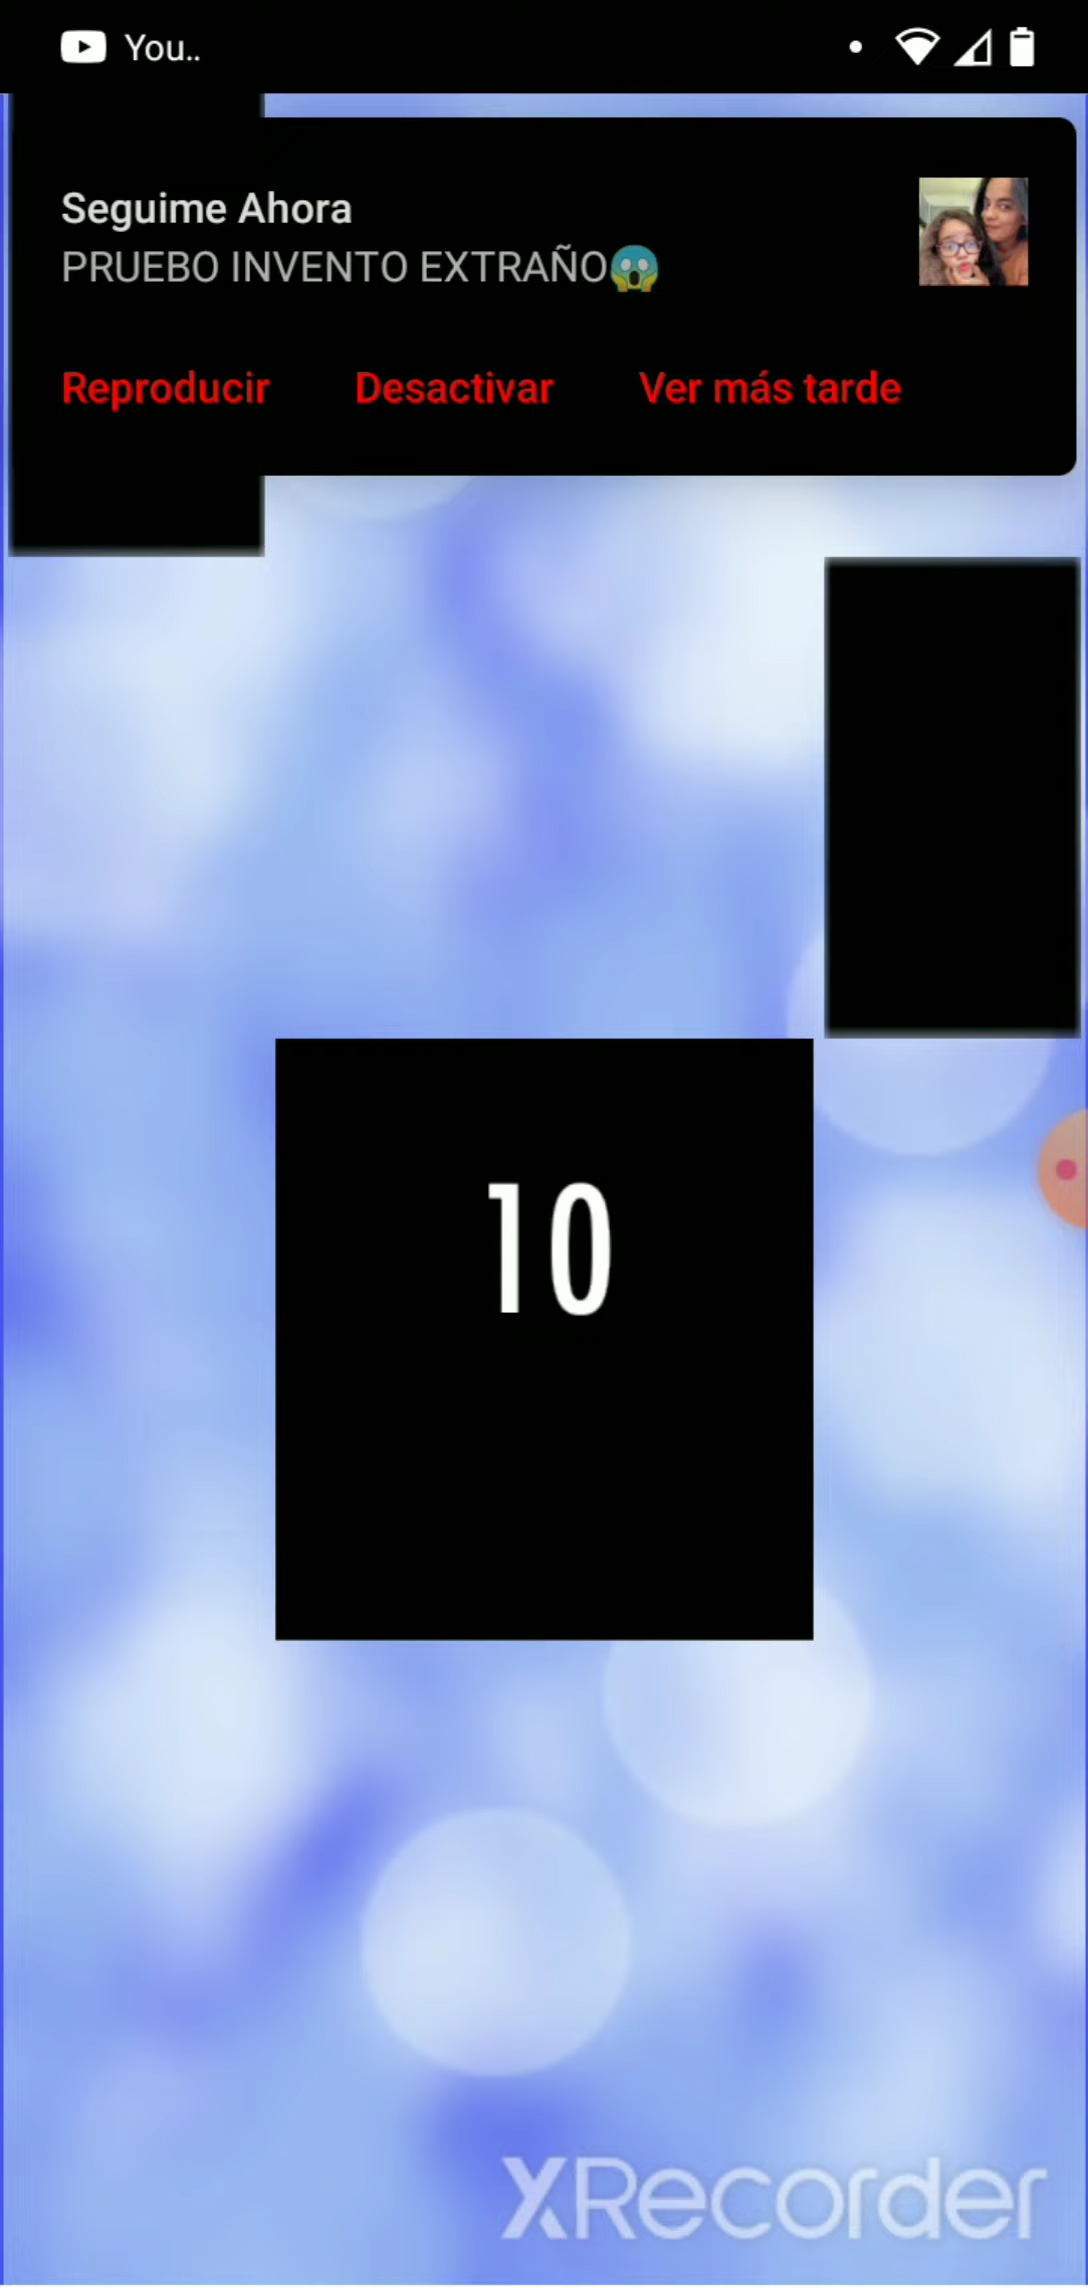 You..
Seguime Ahora
PRUEBO INVENTO EXTRAÑO😱
Reproducir Desactivar Ver más tarde
10
XRecorder